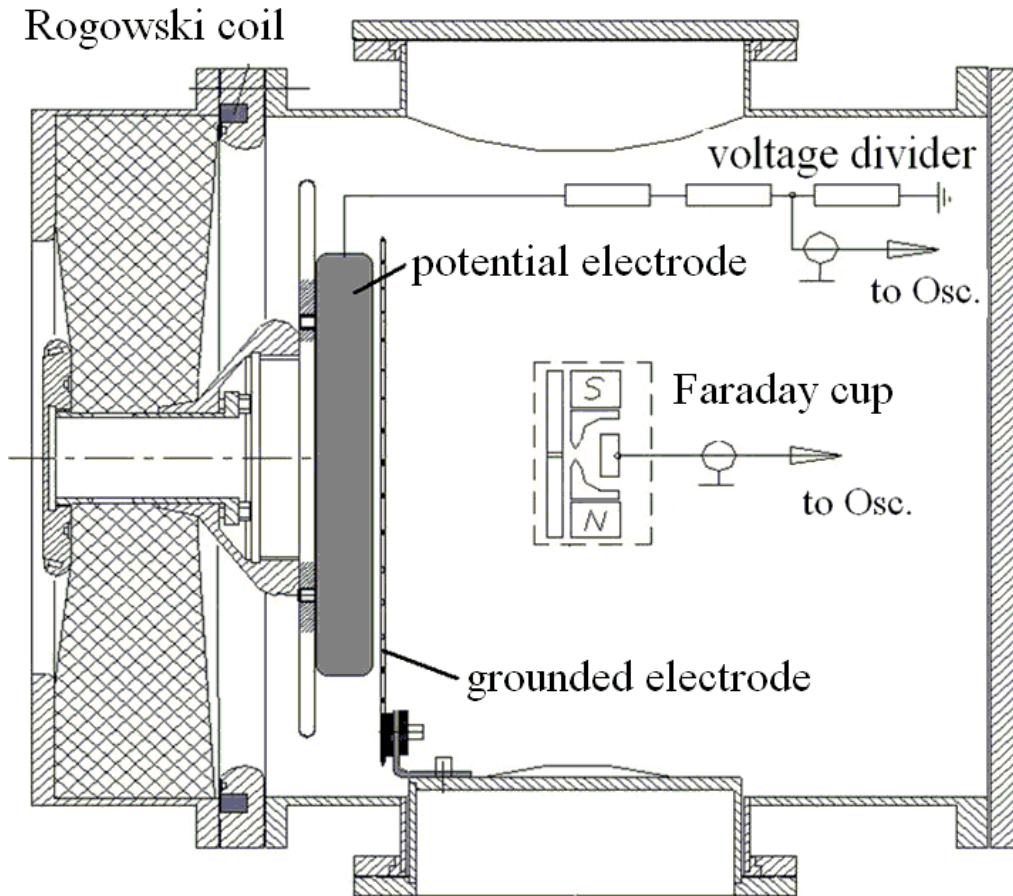 Rogowski coil
voltage divider
potential electrode
to Osc.
S
Faraday cup
to Osc.
N
grounded electrode